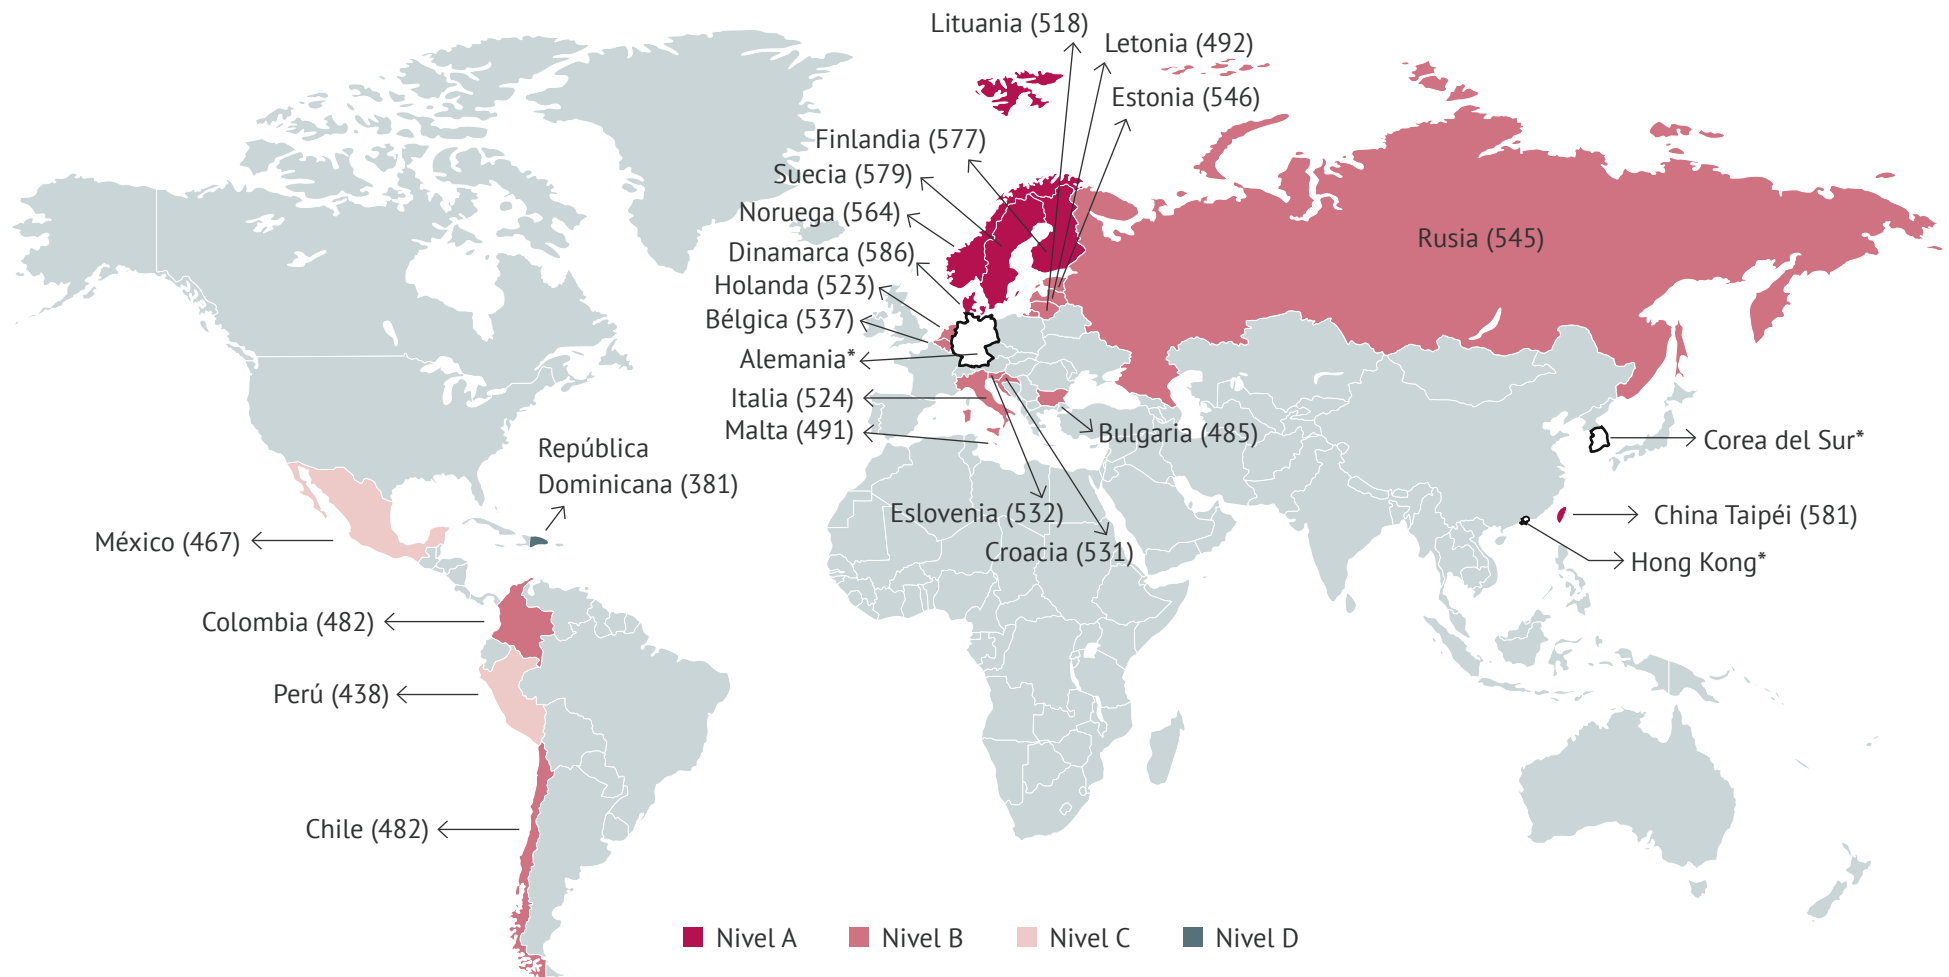 Lituania (518)
Letonia (492)
Estonia (546)
Finlandia (577)
Suecia (579)
Noruega (564)
Dinamarca (586)
Holanda (523)
Bélgica (537)
Alemania*
Italia (524)
Malta (491)
Rusia (545)
Bulgaria (485)
Corea del Sur*
República
Dominicana (381)
Eslovenia (532)
Croacia (531)
China Taipéi (581)
Hong Kong*
México (467)
Colombia (482)
Perú (438)
Chile (482)
Nivel A
Nivel B
Nivel C
Nivel D